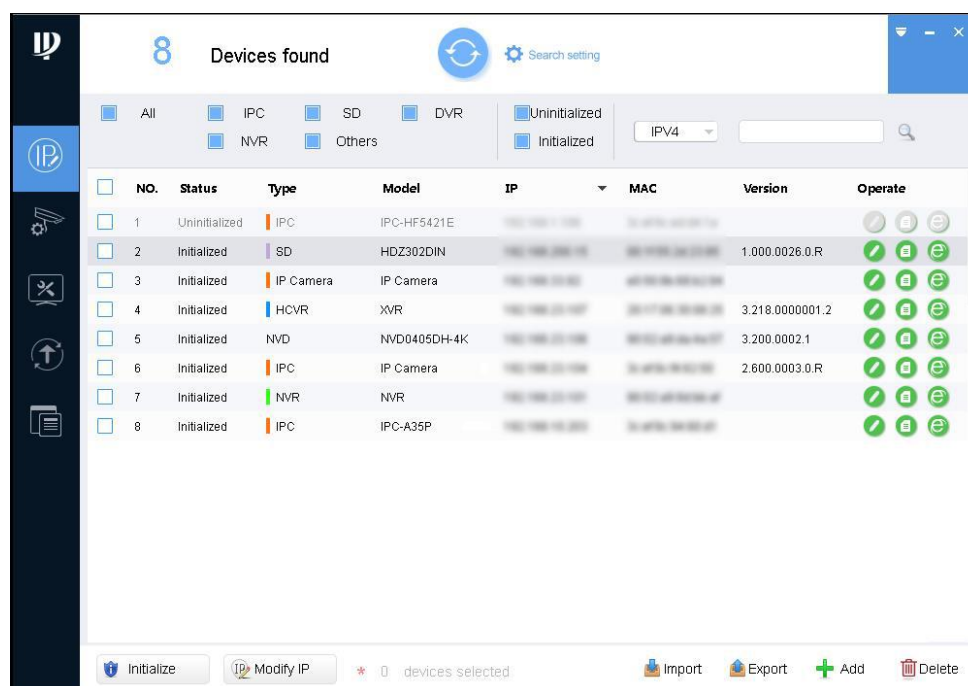 8 Devices found Search setting
All IPC SD DVR Uninitialized
NVR Others Initialized IPV4
NO. Status Type Model IP MAC Version Operate
1 Uninitialized IPC IPC-HF5421E
2 Initialized SD HDZ302DIN 1.000.0026.0.R
3 Initialized IP Camera IP Camera
4 Initialized HCVR XVR 3.218.0000001.2
5 Initialized NVD NVD0405DH-4K 3.200.0002.1
6 Initialized IPC IP Camera 2.600.0003.0.R
7 Initialized NVR NVR
8 Initialized IPC IPC-A35P
Initialize IP Modify IP * 0 devices selected Import Export Add Delete